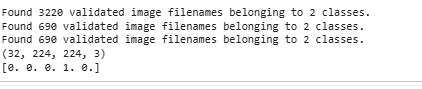 Found 3220 validated image filenames belonging to 2 classes.
Found 690 validated image filenames belonging to 2 classes.
Found 690 validated image filenames belonging to 2 classes.
(32, 224, 224, 3)
[0. 0. 0. 1. 0.]